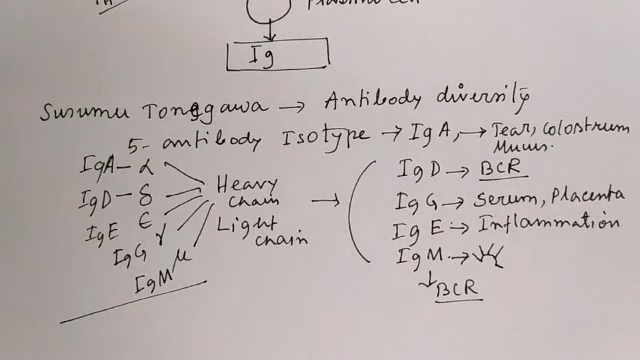 Ig
Susumu Tonggawa → Antibody diversity
5- antibody Isotype → IgA, → Tear, Colostrum
Mucus.
IgA - α
IgD - δ
IgE ε
IgG γ
IgM μ
Heavy
chain
Light
chain
→
IgD → BCR
IgG → Serum, Placenta
IgE → Inflammation
IgM →
↓ BCR